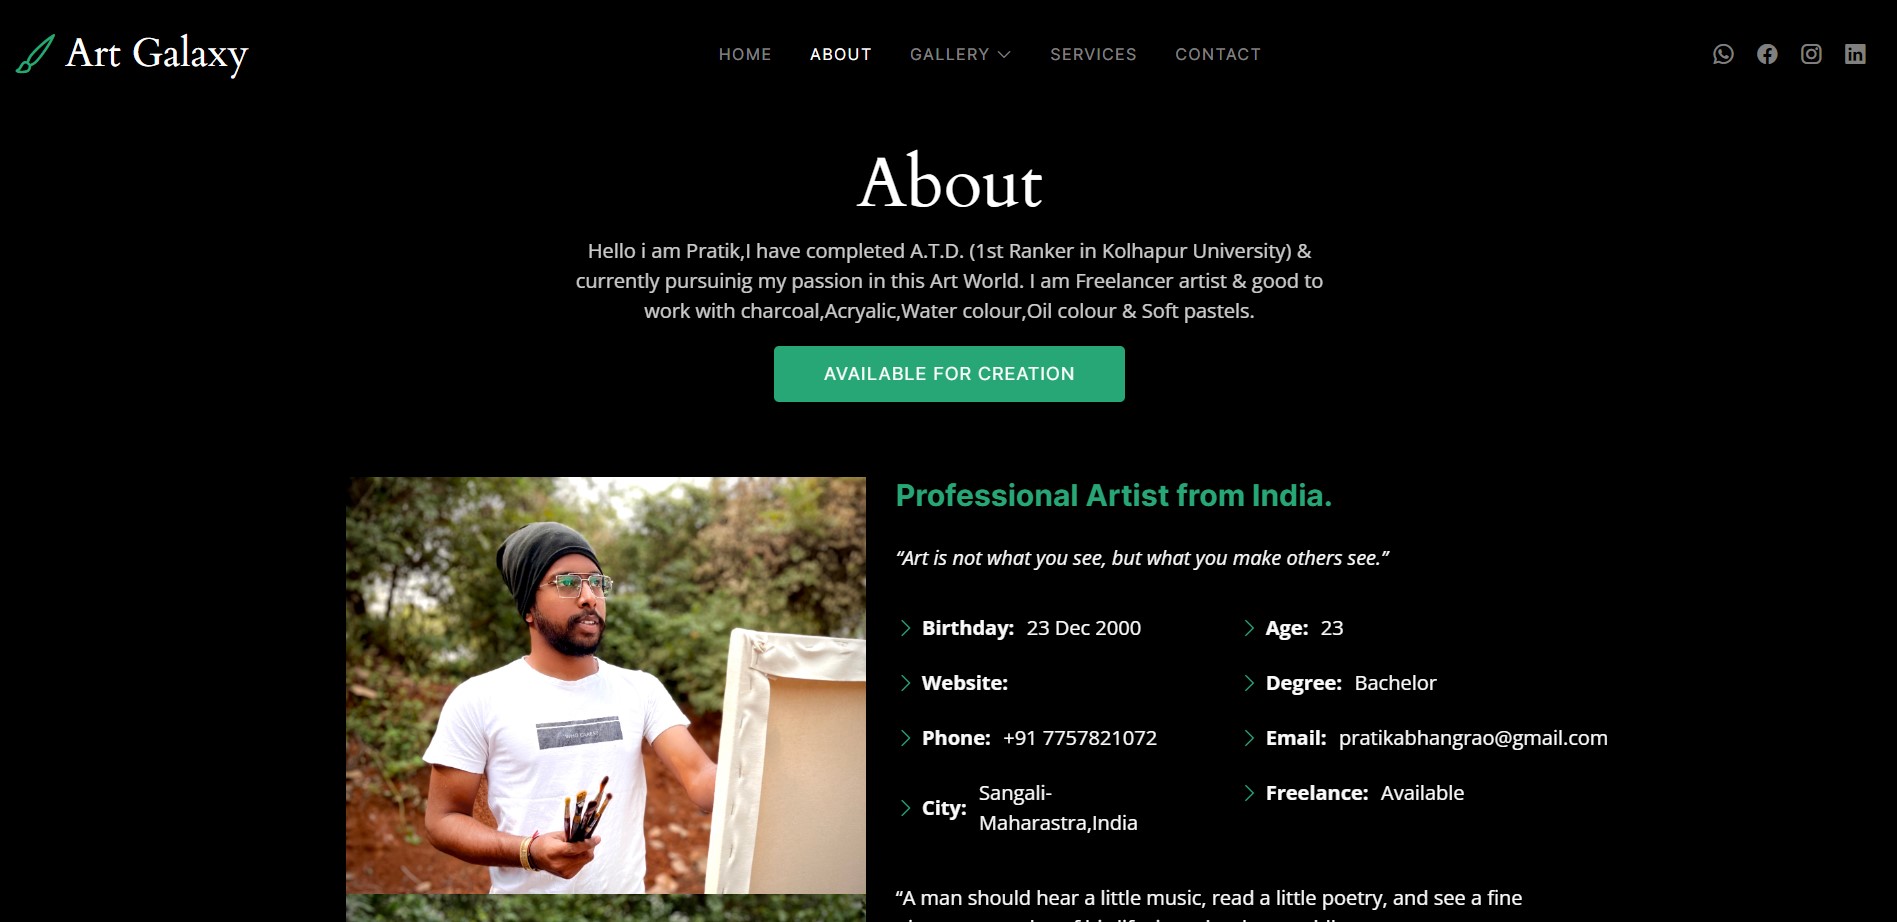 Art Galaxy
HOME ABOUT GALLERY SERVICES CONTACT
About
Hello i am Pratik,I have completed A.T.D. (1st Ranker in Kolhapur University) &
currently pursuinig my passion in this Art World. I am Freelancer artist & good to
work with charcoal,Acryalic,Water colour,Oil colour & Soft pastels.
AVAILABLE FOR CREATION
Professional Artist from India.
“Art is not what you see, but what you make others see.”
Birthday: 23 Dec 2000
Age: 23
Website:
Degree: Bachelor
Phone: +91 7757821072
Email: pratikabhangrao@gmail.com
City: Sangali-
Maharastra,India
Freelance: Available
“A man should hear a little music, read a little poetry, and see a fine